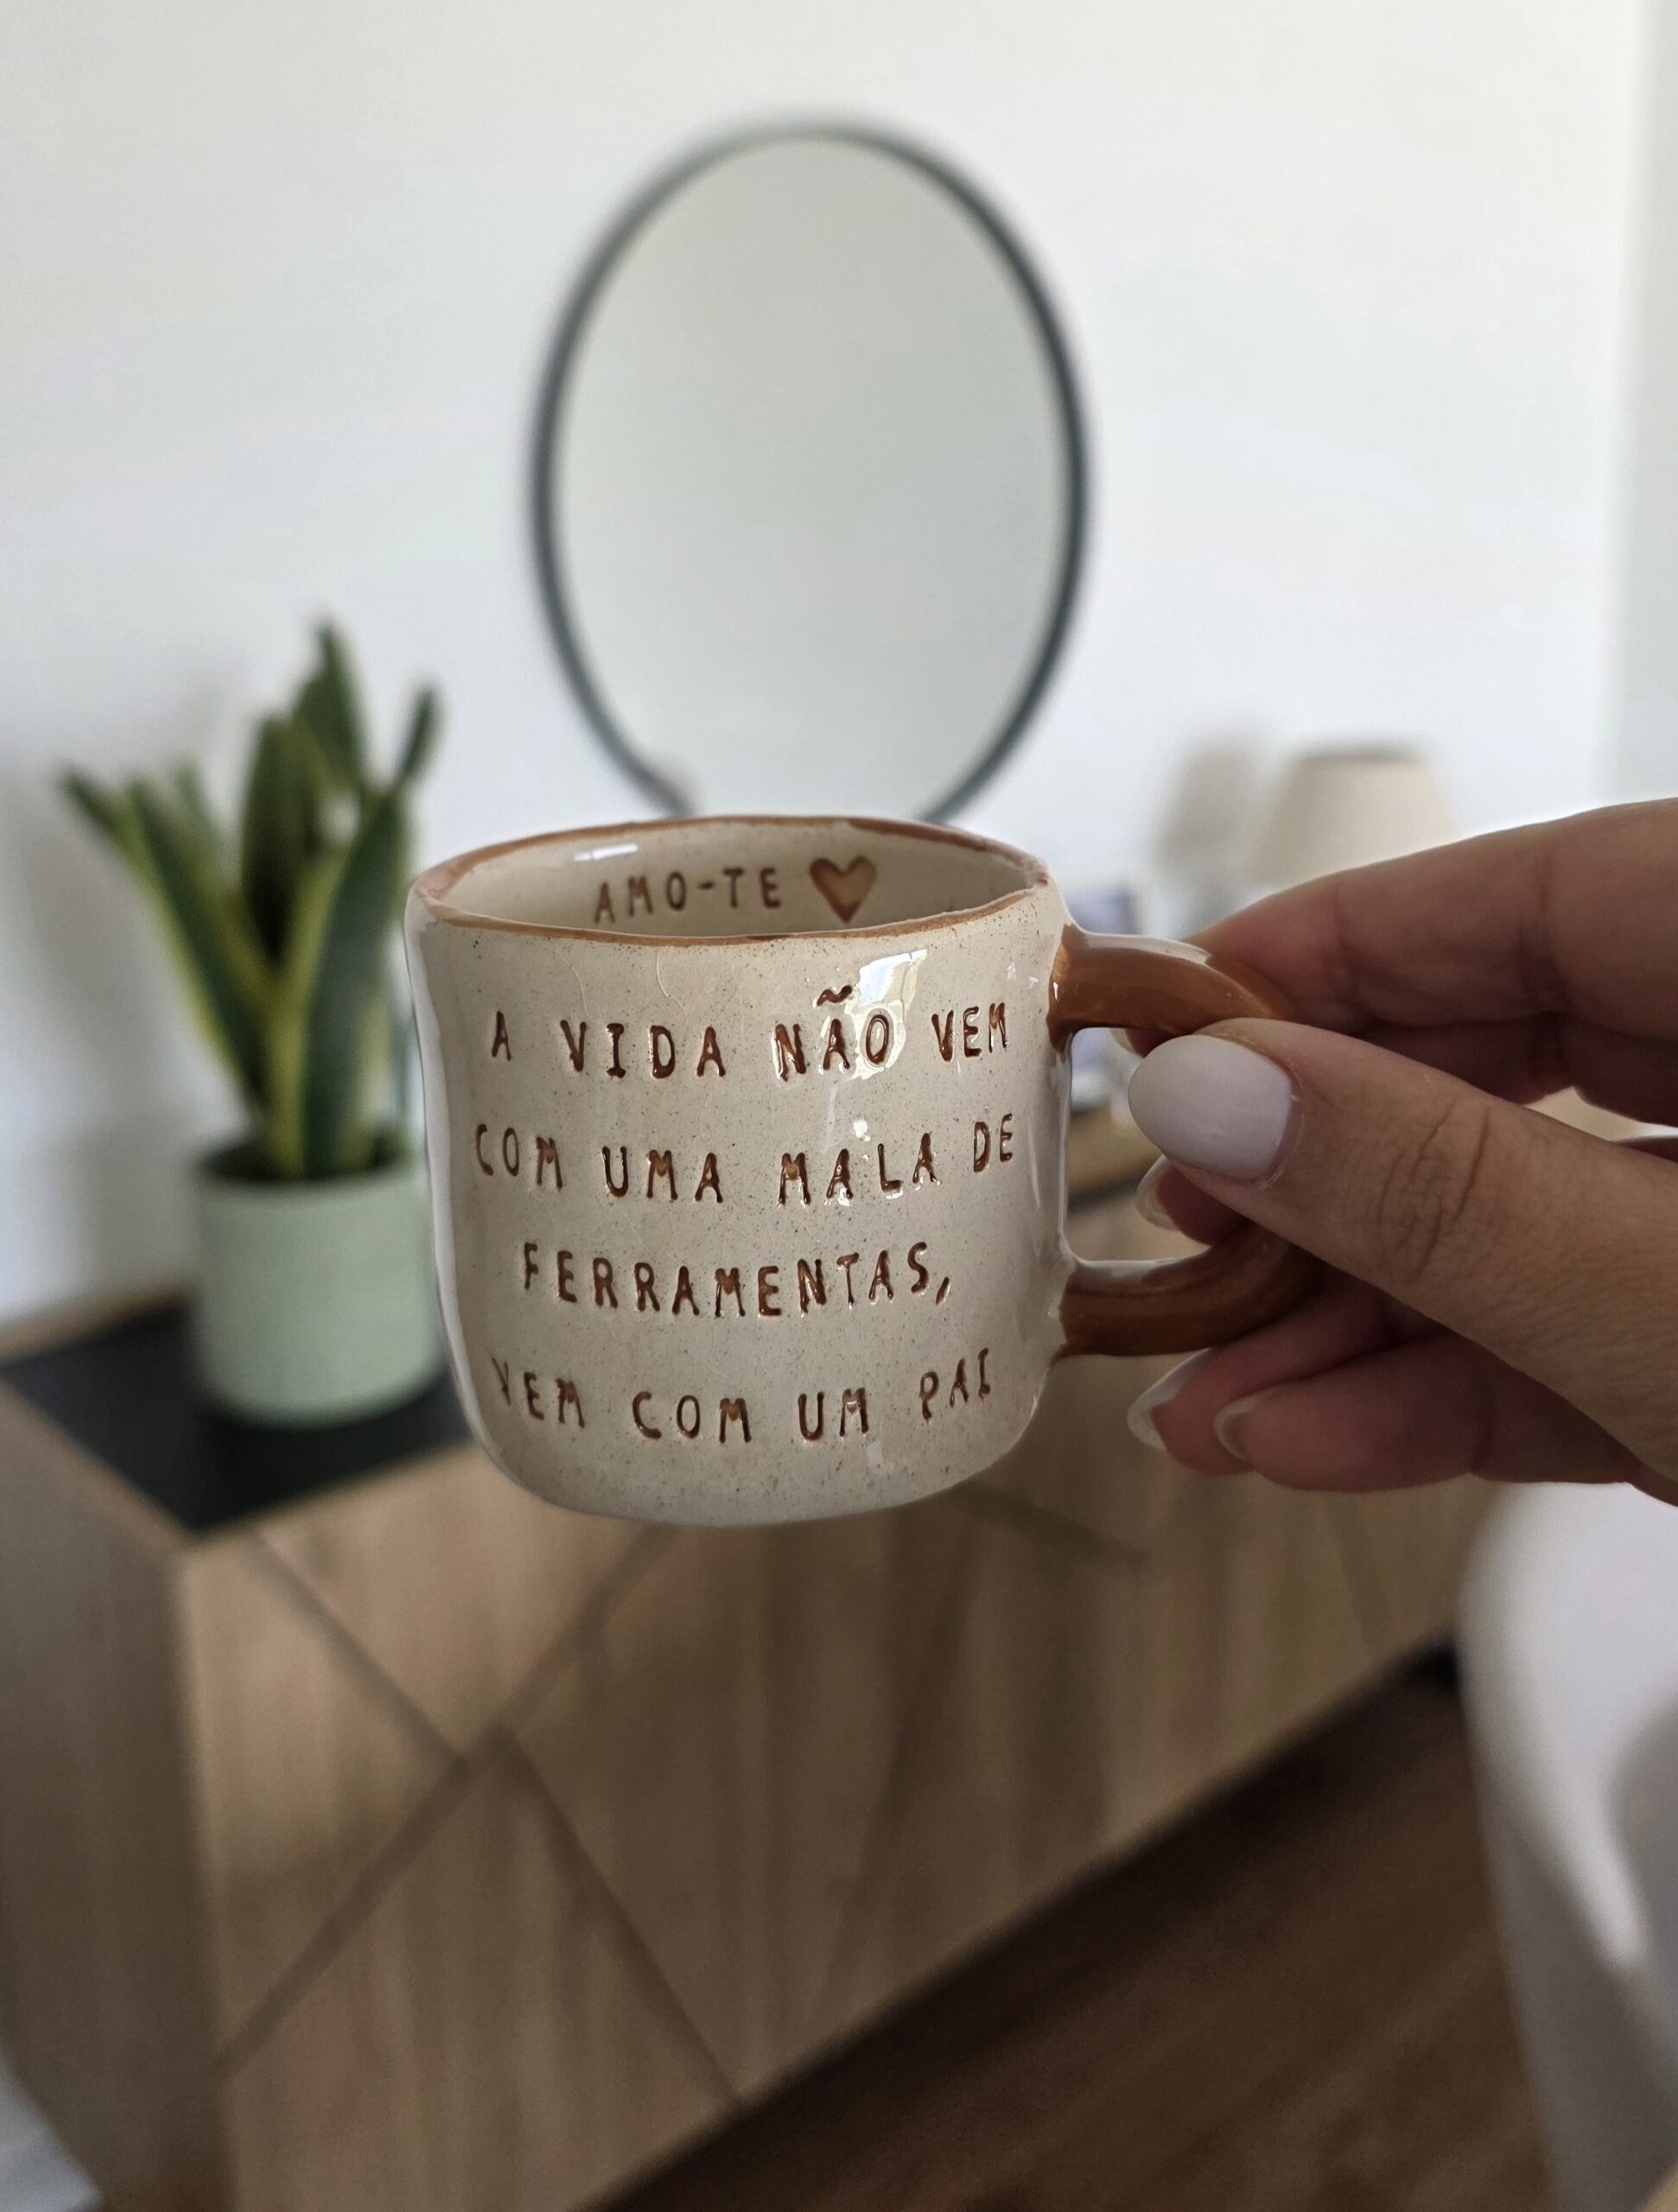 AMO-TE
A VIDA NÃO VEM
COM UMA MALA DE
FERRAMENTAS,
VEM COM UM PAI